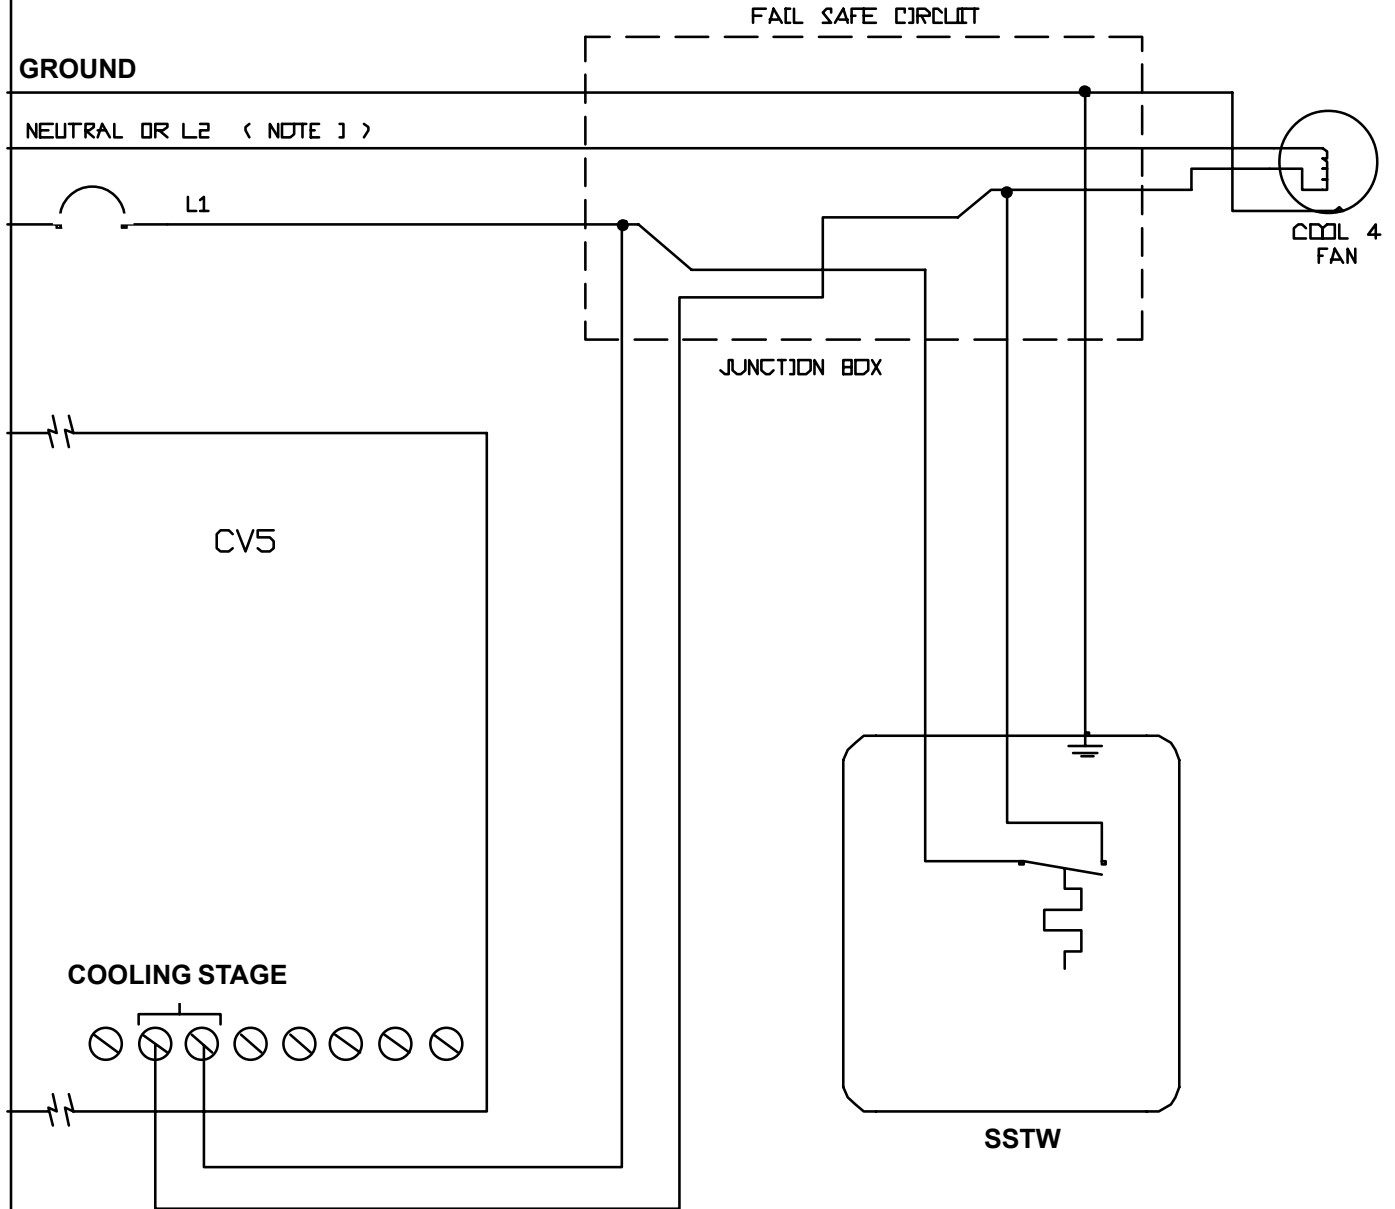 FAIL SAFE CIRCUIT
GROUND
NEUTRAL OR L2 ( NOTE 1 )
L1
COOL 4
FAN
JUNCTION BOX
CV5
COOLING STAGE
SSTW